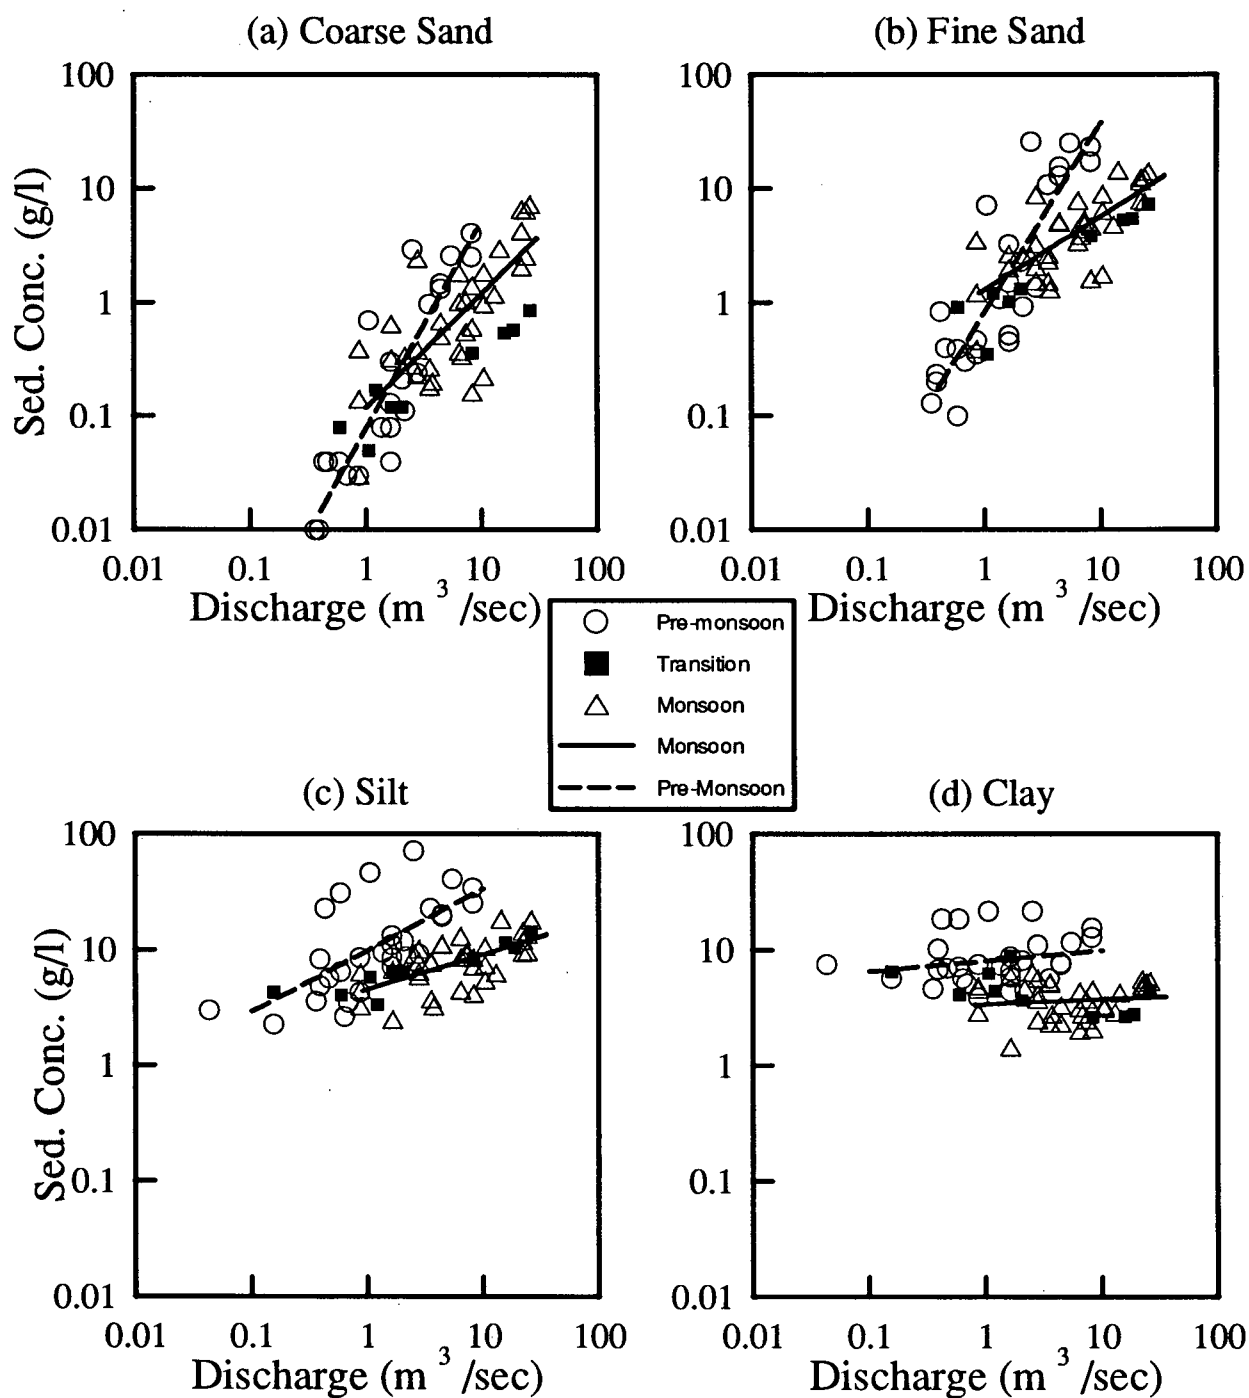 (a) Coarse Sand
(b) Fine Sand
100
10
1
0.1
0.01
Sed. Conc. (g/l)
0.01 0.1 1 10 100
Discharge (m 3 /sec)
100
10
1
0.1
0.01
0.01 0.1 1 10 100
Discharge (m 3 /sec)
Pre-monsoon
Transition
Monsoon
Monsoon
Pre-Monsoon
(c) Silt
(d) Clay
100
10
1
0.1
0.01
Sed. Conc. (g/l)
0.01 0.1 1 10 100
Discharge (m 3 /sec)
100
10
1
0.1
0.01
0.01 0.1 1 10 100
Discharge (m 3 /sec)